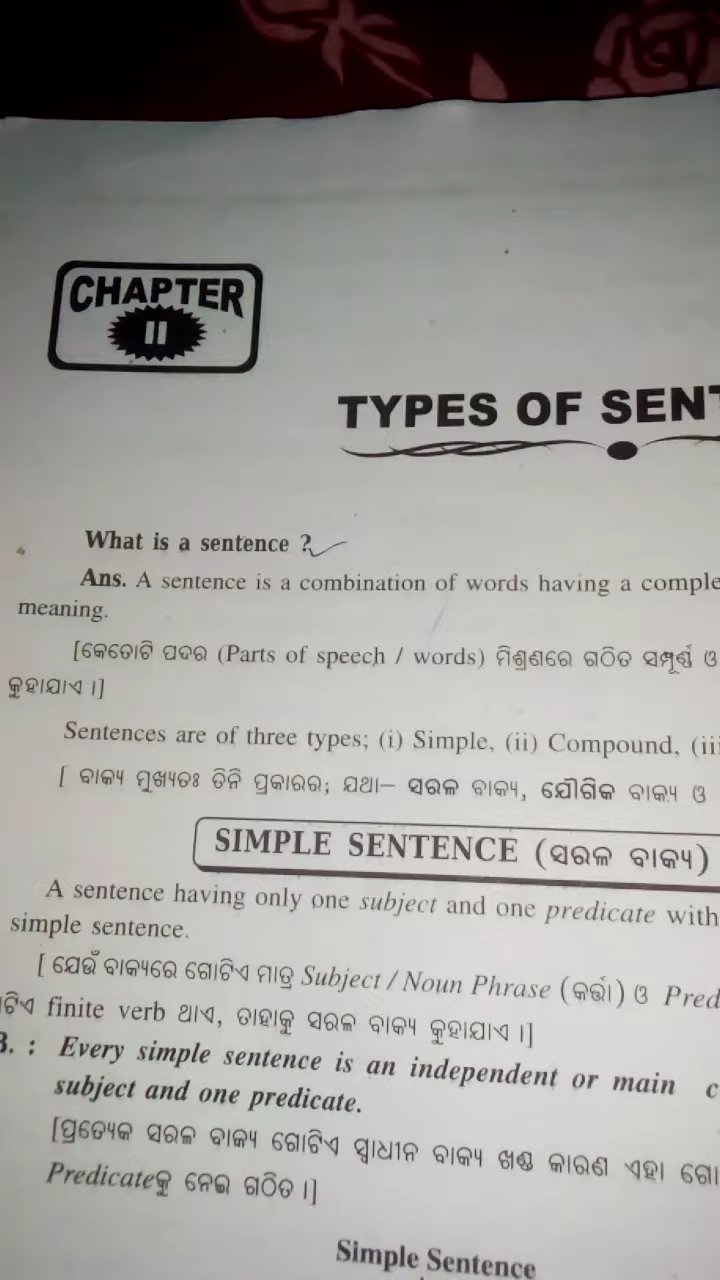 CHAPTER
II
TYPES OF SENT
What is a sentence ?
Ans. A sentence is a combination of words having a comple
meaning.
[କେତୋଟି ପଦର (Parts of speech / words) ମିଶ୍ରଣରେ ଗଠିତ ସମ୍ପୂର୍ଣ୍ଣ ଓ
କୁହାଯାଏ ।]
Sentences are of three types; (i) Simple, (ii) Compound, (iii
[ ବାକ୍ୟ ମୁଖ୍ୟତଃ ତିନି ପ୍ରକାରର; ଯଥା– ସରଳ ବାକ୍ୟ, ଯୌଗିକ ବାକ୍ୟ ଓ
SIMPLE SENTENCE (ସରଳ ବାକ୍ୟ)
A sentence having only one subject and one predicate with
simple sentence.
[ ଯେଉଁ ବାକ୍ୟରେ ଗୋଟିଏ ମାତ୍ର Subject / Noun Phrase (କର୍ତ୍ତା) ଓ Pred
ଟିଏ finite verb ଥାଏ, ତାହାକୁ ସରଳ ବାକ୍ୟ କୁହାଯାଏ ।]
B. : Every simple sentence is an independent or main c
subject and one predicate.
[ପ୍ରତ୍ୟେକ ସରଳ ବାକ୍ୟ ଗୋଟିଏ ସ୍ୱାଧୀନ ବାକ୍ୟ ଖଣ୍ଡ କାରଣ ଏହା ଗୋ
Predicateକୁ ନେଇ ଗଠିତ ।]
Simple Sentence